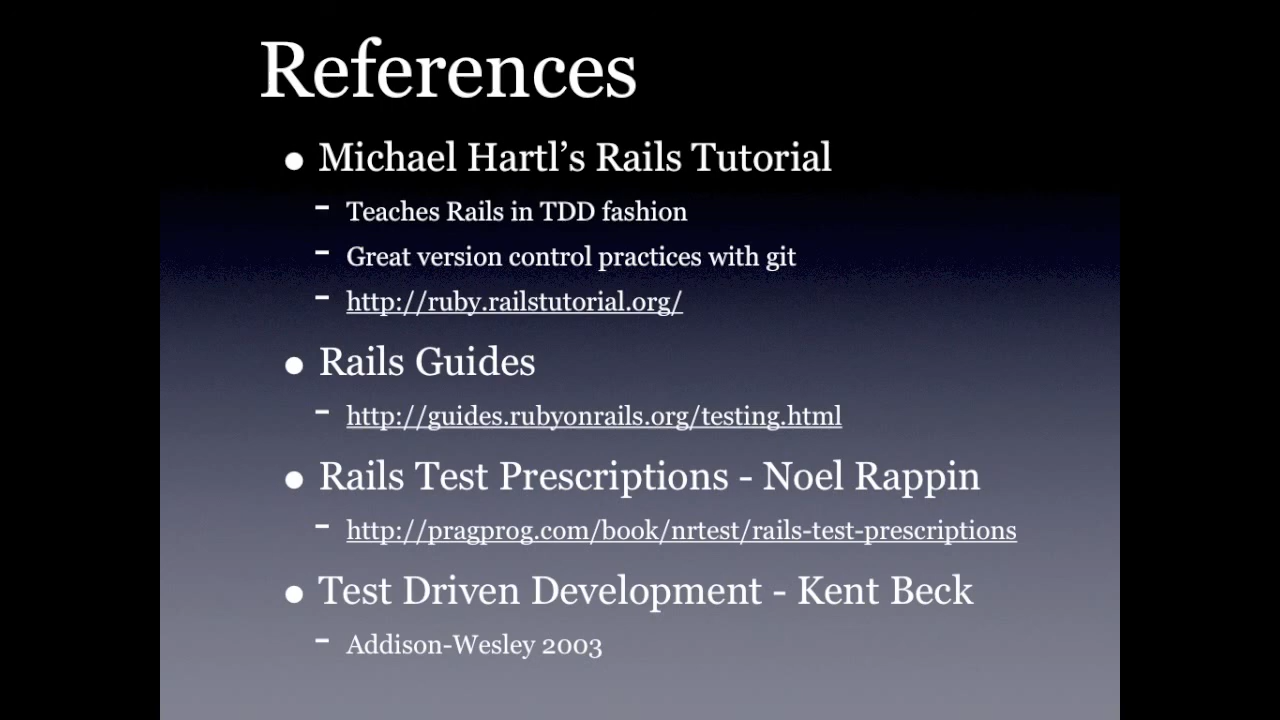 References
• Michael Hartl’s Rails Tutorial
- Teaches Rails in TDD fashion
- Great version control practices with git
- http://ruby.railstutorial.org/
• Rails Guides
- http://guides.rubyonrails.org/testing.html
• Rails Test Prescriptions - Noel Rappin
- http://pragprog.com/book/nrtest/rails-test-prescriptions
• Test Driven Development - Kent Beck
- Addison-Wesley 2003